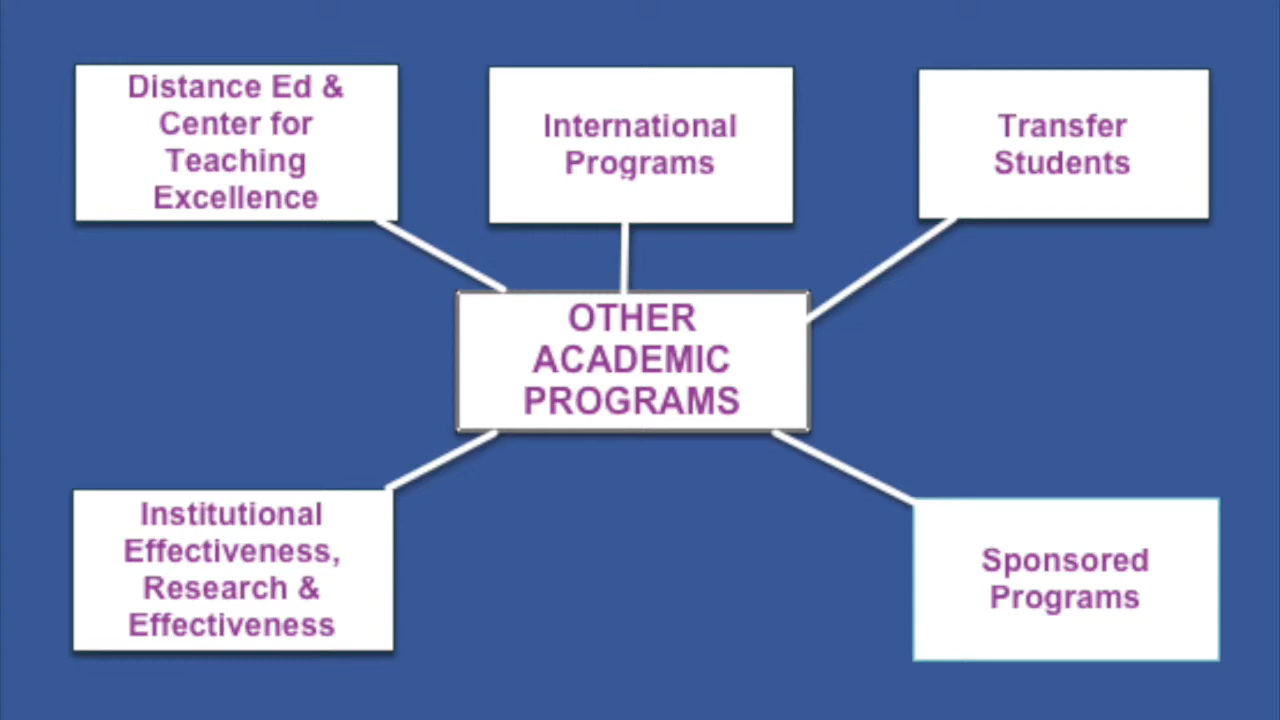 Distance Ed &
Center for
Teaching
Excellence
International
Programs
Transfer
Students
OTHER
ACADEMIC
PROGRAMS
Institutional
Effectiveness,
Research &
Effectiveness
Sponsored
Programs